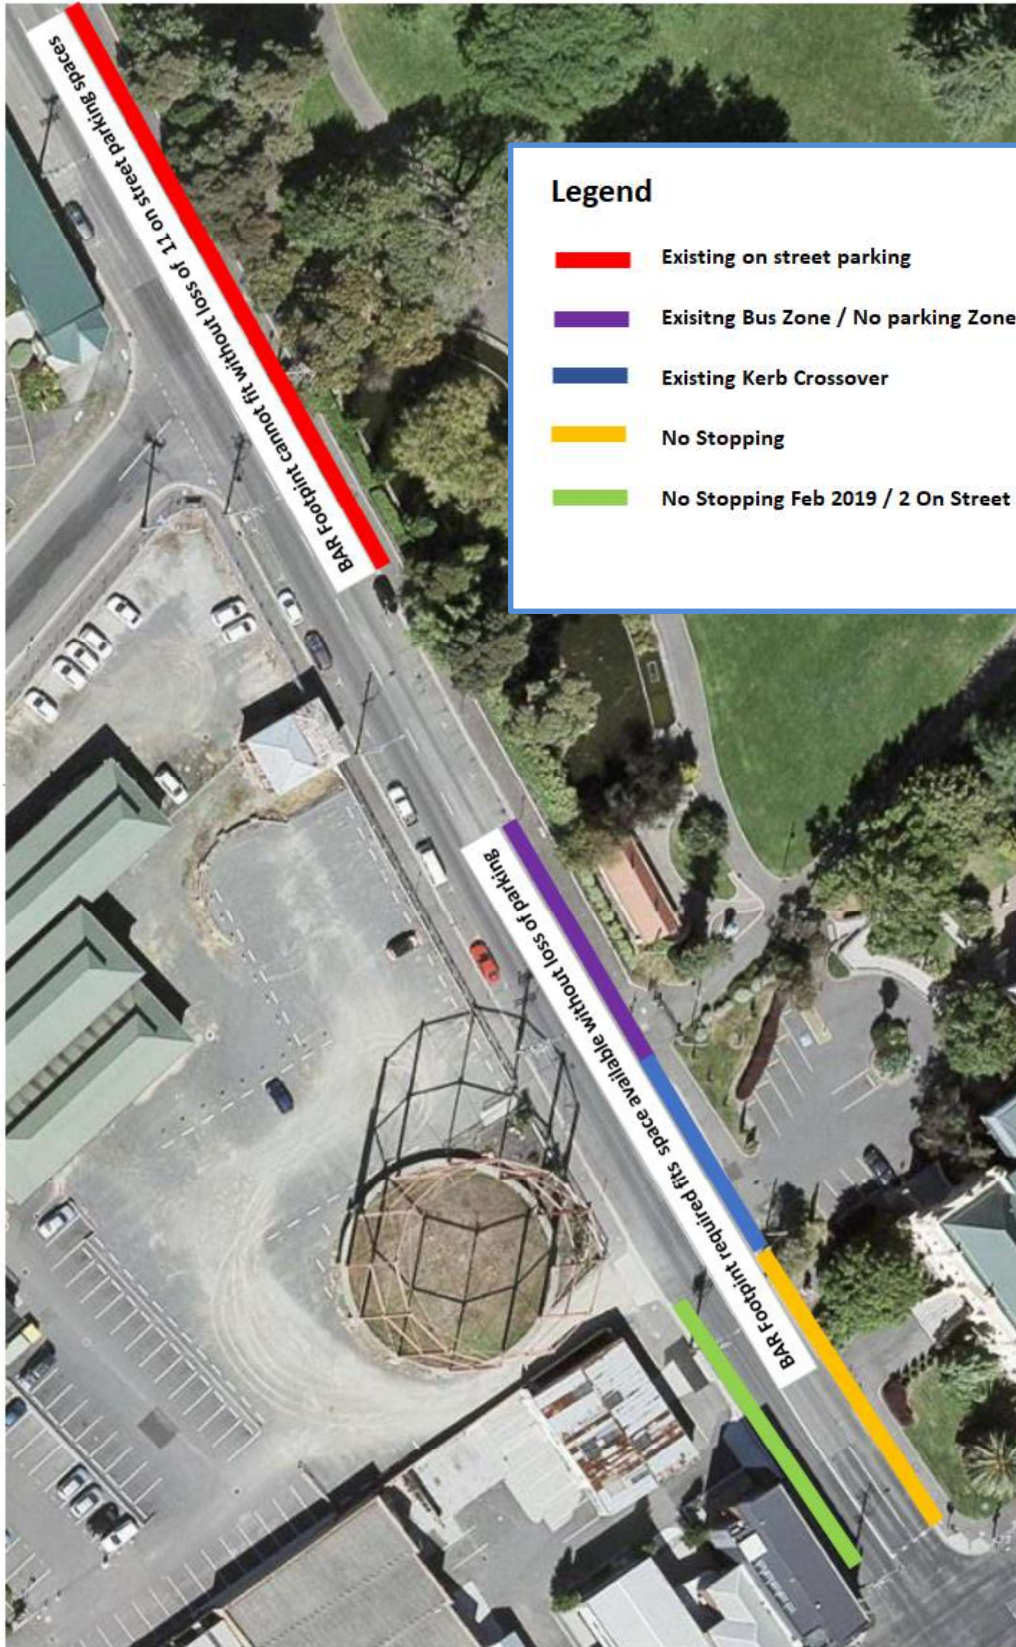 BAR Footpint cannot fit without loss of 11 on street parking spaces
Legend
Existing on street parking
Exisitng Bus Zone / No parking Zone
Existing Kerb Crossover
No Stopping
No Stopping Feb 2019 / 2 On Street
BAR Footpint required fits space available without loss of parking